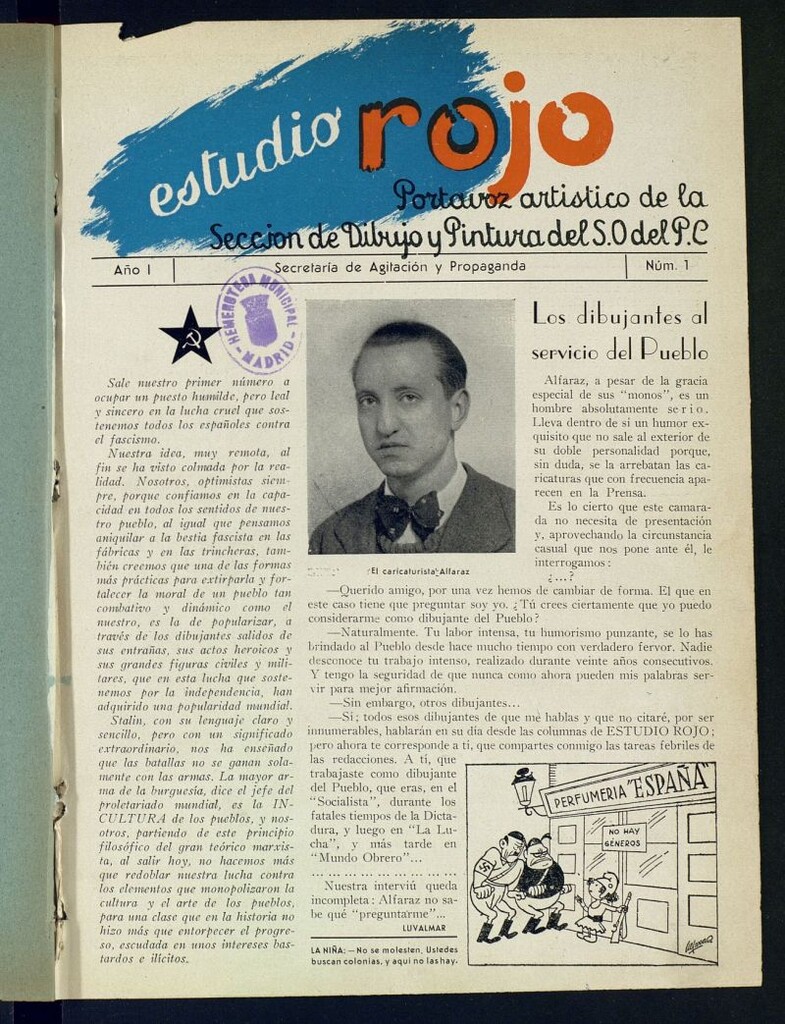 estudio rojo
Portavoz artistico de la
Seccion de Dibujo y Pintura del S.O del P.C
Año I
Secretaría de Agitación y Propaganda
Núm. 1
HEMEROTECA MUNICIPAL
MADRID
Sale nuestro primer número a
ocupar un puesto humilde, pero leal
y sincero en la lucha cruel que sos-
tenemos todos los españoles contra
el fascismo.
Nuestra idea, muy remota, al
fin se ha visto colmada por la rea-
lidad. Nosotros, optimistas siem-
pre, porque confiamos en la capa-
cidad en todos los sentidos de nues-
tro pueblo, al igual que pensamos
aniquilar a la bestia fascista en las
fábricas y en las trincheras, tam-
bién creemos que una de las formas
más prácticas para extirparla y for-
talecer la moral de un pueblo tan
combativo y dinámico como el
nuestro, es la de popularizar, a
través de los dibujantes salidos de
sus entrañas, sus actos heroicos y
sus grandes figuras civiles y mili-
tares, que en esta lucha que soste-
nemos por la independencia, han
adquirido una popularidad mundial.
Stalin, con su lenguaje claro y
sencillo, pero con un significado
extraordinario, nos ha enseñado
que las batallas no se ganan sola-
mente con las armas. La mayor ar-
ma de la burguesía, dice el jefe del
proletariado mundial, es la IN-
CULTURA de los pueblos, y nos-
otros, partiendo de este principio
filosófico del gran teórico marxis-
ta, al salir hoy, no hacemos más
que redoblar nuestra lucha contra
los elementos que monopolizaron la
cultura y el arte de los pueblos,
para una clase que en la historia no
hizo más que entorpecer el progre-
so, escudada en unos intereses bas-
tardos e ilícitos.
El caricaturista Alfaraz
Los dibujantes al
servicio del Pueblo
Alfaraz, a pesar de la gracia
especial de sus "monos", es un
hombre absolutamente serio.
Lleva dentro de si un humor ex-
quisito que no sale al exterior de
su doble personalidad porque,
sin duda, se la arrebatan las ca-
ricaturas que con frecuencia apa-
recen en la Prensa.
Es lo cierto que este camara-
da no necesita de presentación
y, aprovechando la circunstancia
casual que nos pone ante él, le
interrogamos:
¿...?
—Querido amigo, por una vez hemos de cambiar de forma. El que en
este caso tiene que preguntar soy yo. ¿Tú crees ciertamente que yo puedo
considerarme como dibujante del Pueblo?
—Naturalmente. Tu labor intensa, tu humorismo punzante, se lo has
brindado al Pueblo desde hace mucho tiempo con verdadero fervor. Nadie
desconoce tu trabajo intenso, realizado durante veinte años consecutivos.
Y tengo la seguridad de que nunca como ahora pueden mis palabras ser-
vir para mejor afirmación.
—Sin embargo, otros dibujantes...
—Sí; todos esos dibujantes de que me hablas y que no citaré, por ser
innumerables, hablarán en su día desde las columnas de ESTUDIO ROJO;
pero ahora te corresponde a ti, que compartes conmigo las tareas febriles de
las redacciones. A tí, que
trabajaste como dibujante
del Pueblo, que eras, en el
"Socialista", durante los
fatales tiempos de la Dicta-
dura, y luego en "La Lu-
cha", y más tarde en
"Mundo Obrero"...
... ... ... ... ... ... ... ... ... ...
Nuestra interviú queda
incompleta: Alfaraz no sa-
be qué "preguntarme"...
LUVALMAR
LA NIÑA:—No se molesten, Ustedes
buscan colonias, y aquí no las hay.
PERFUMERIA "ESPAÑA"
NO HAY
GÉNEROS